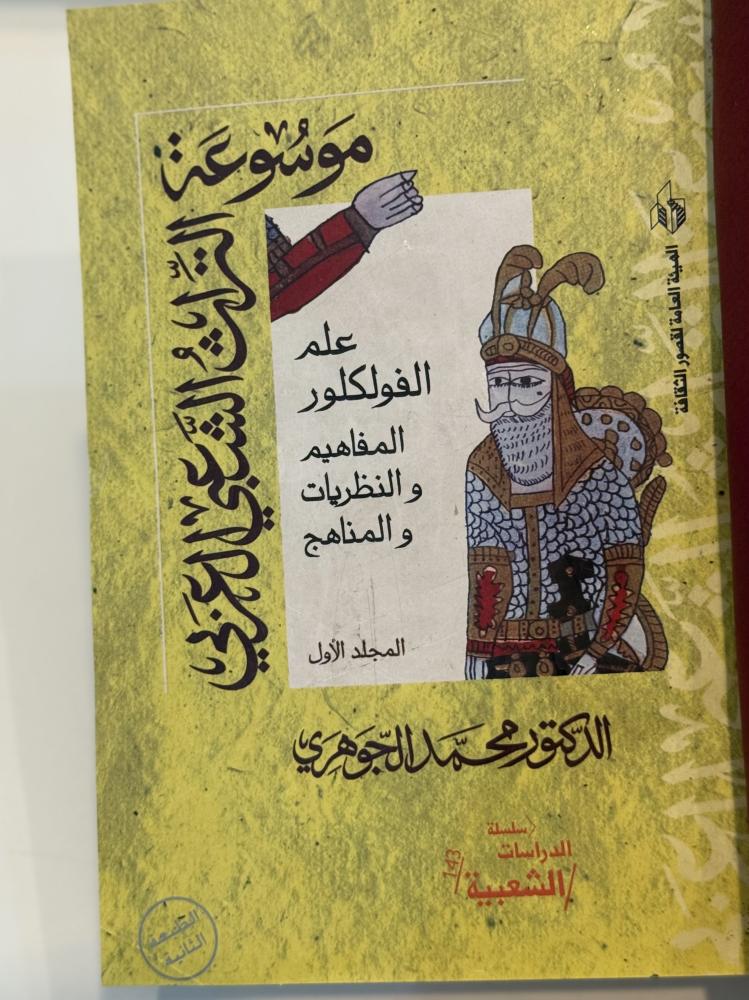 موسوعة
التراث الشعبي العربي
علم
الفولكلور
المفاهيم
والنظريات
والمناهج
المجلد الأول
الدكتور محمد الجوهري
سلسلة
الدراسات
الشعبية
143
الطبعة
الثانية
الهيئة العامة لقصور الثقافة